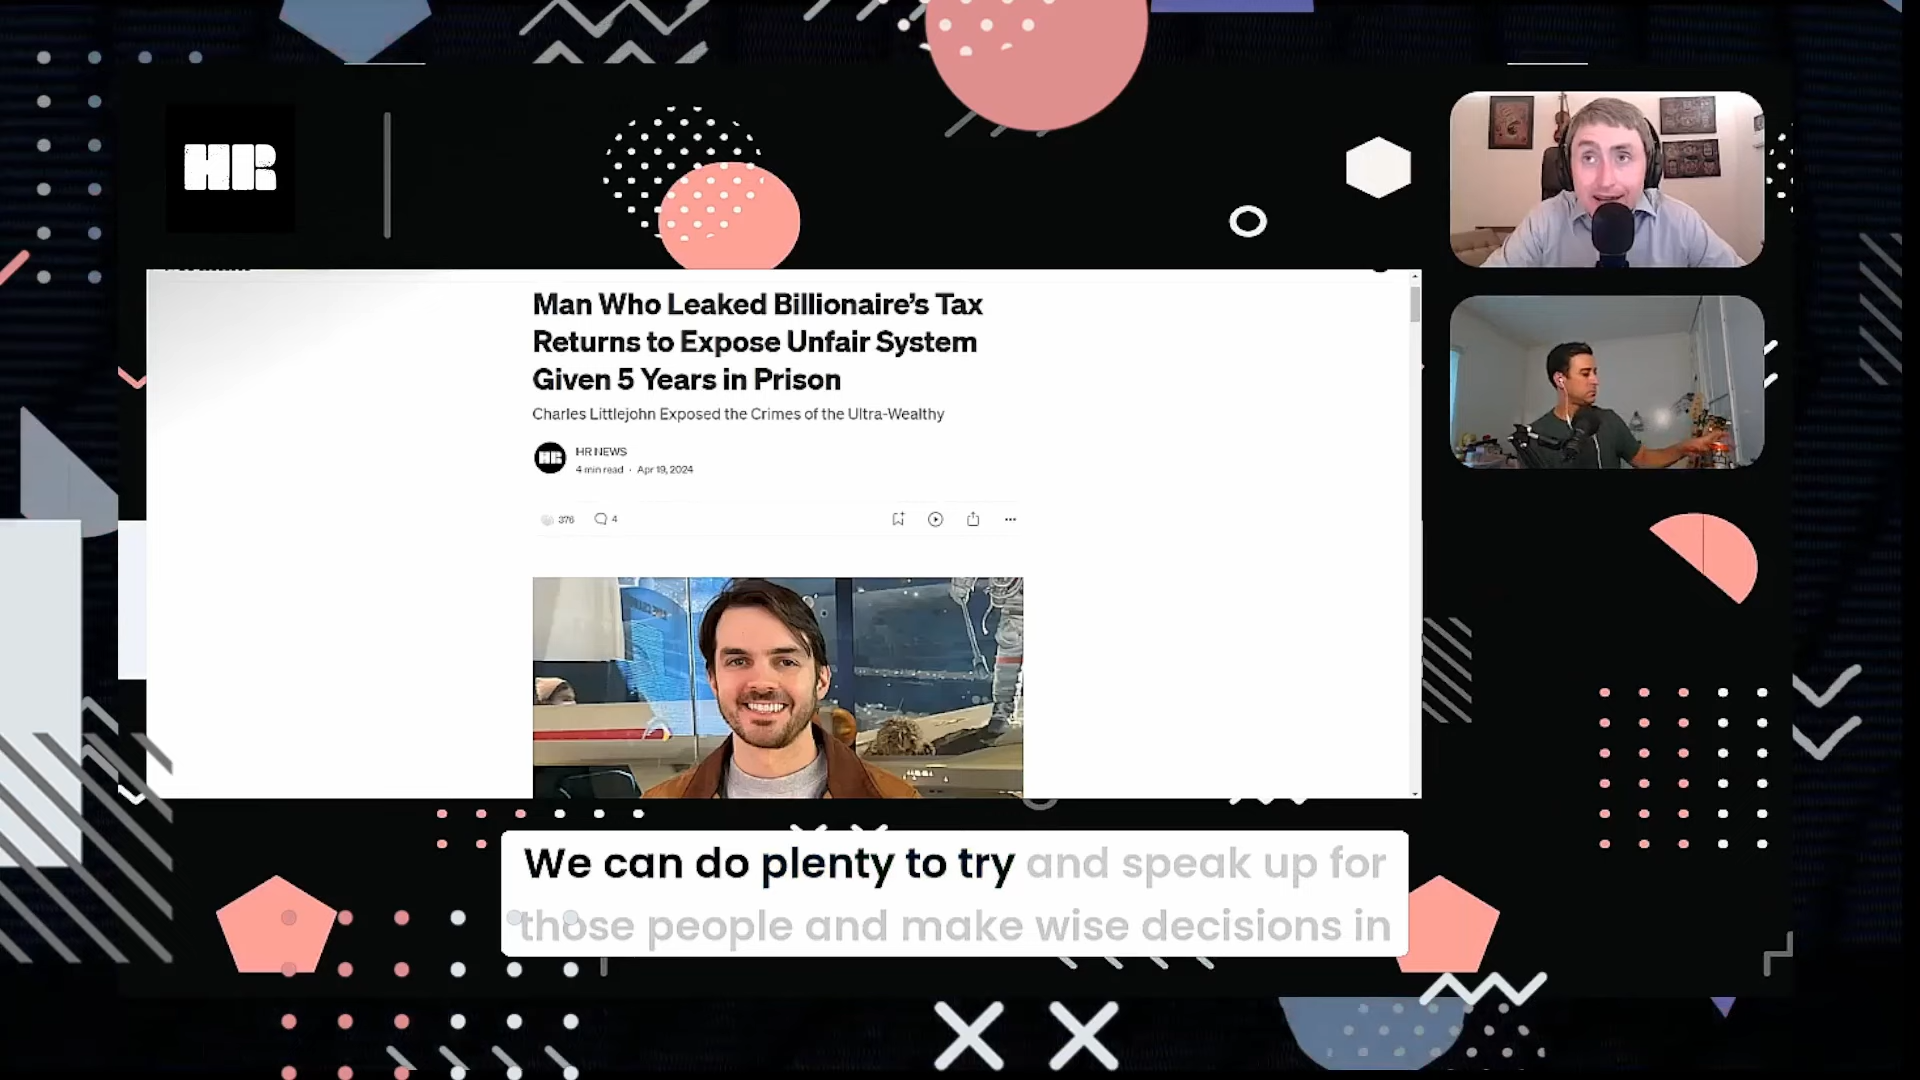 HR
Man Who Leaked Billionaire’s Tax
Returns to Expose Unfair System
Given 5 Years in Prison
Charles Littlejohn Exposed the Crimes of the Ultra-Wealthy
HR
HR NEWS
4 min read · Apr 19, 2024
376 4
We can do plenty to try and speak up for
those people and make wise decisions in